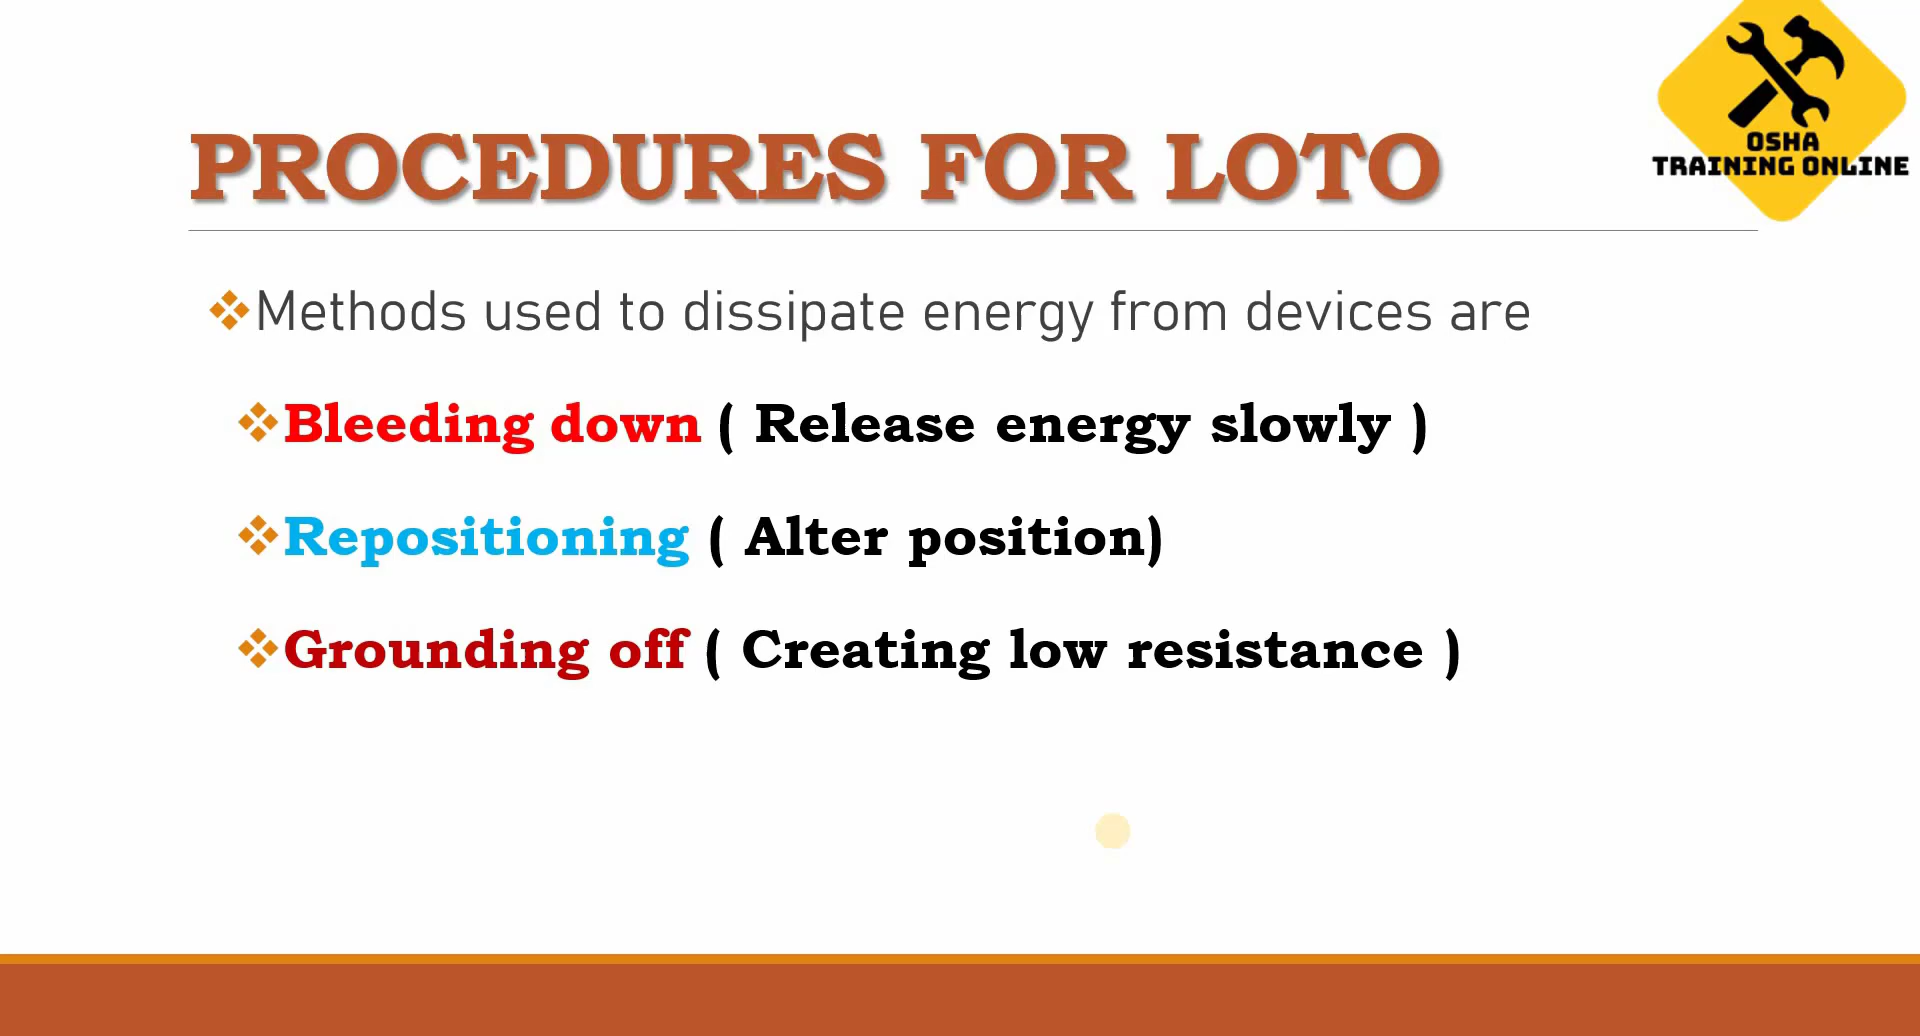 OSHA
TRAINING ONLINE
PROCEDURES FOR LOTO
Methods used to dissipate energy from devices are
Bleeding down ( Release energy slowly )
Repositioning ( Alter position)
Grounding off ( Creating low resistance )